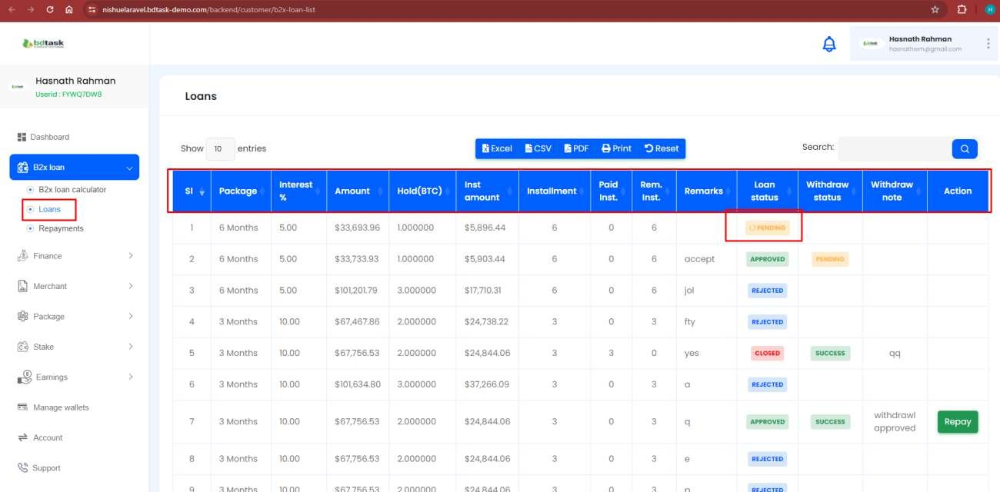 nishuelaravel.bdtask-demo.com/backend/customer/b2x-loan-list
H
bdtask
Hasnath Rahman
hasnathwm@gmail.com
Hasnath Rahman
Userid : FYWQ7DW8
Dashboard
B2x loan
B2x loan calculator
Loans
Repayments
Finance
Merchant
Package
Stake
Earnings
Manage wallets
Account
Support
Loans
Show 10 entries
Excel CSV PDF Print Reset
Search:
Sl Package Interest % Amount Hold(BTC) Inst amount Installment Paid Inst. Rem. Inst. Remarks Loan status Withdraw status Withdraw note Action
1 6 Months 5.00 $33,693.96 1.000000 $5,896.44 6 0 6 PENDING
2 6 Months 5.00 $33,733.93 1.000000 $5,903.44 6 0 6 accept APPROVED PENDING
3 6 Months 5.00 $101,201.79 3.000000 $17,710.31 6 0 6 jol REJECTED
4 3 Months 10.00 $67,467.86 2.000000 $24,738.22 3 0 3 fty REJECTED
5 3 Months 10.00 $67,756.53 2.000000 $24,844.06 3 3 0 yes CLOSED SUCCESS qq
6 3 Months 10.00 $101,634.80 3.000000 $37,266.09 3 0 3 a REJECTED
7 3 Months 10.00 $67,756.53 2.000000 $24,844.06 3 0 3 q APPROVED SUCCESS withdrawl approved Repay
8 3 Months 10.00 $67,756.53 2.000000 $24,844.06 3 0 3 e REJECTED
9 3 Months 10.00 $67,756.53 2.000000 $24,844.06 3 0 3 REJECTED